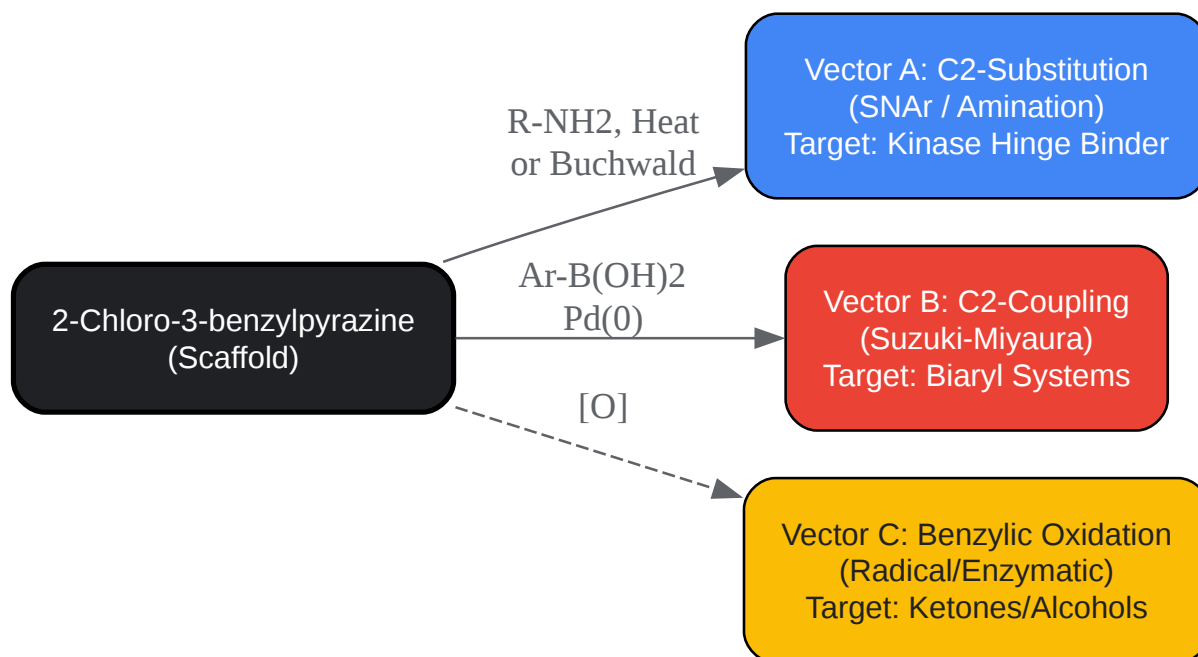 Vector A: C2-Substitution
(SNAr / Amination)
Target: Kinase Hinge Binder
R-NH2, Heat
or Buchwald
2-Chloro-3-benzylpyrazine
(Scaffold)
Ar-B(OH)2
Pd(0)
Vector B: C2-Coupling
(Suzuki-Miyaura)
Target: Biaryl Systems
[O]
Vector C: Benzylic Oxidation
(Radical/Enzymatic)
Target: Ketones/Alcohols